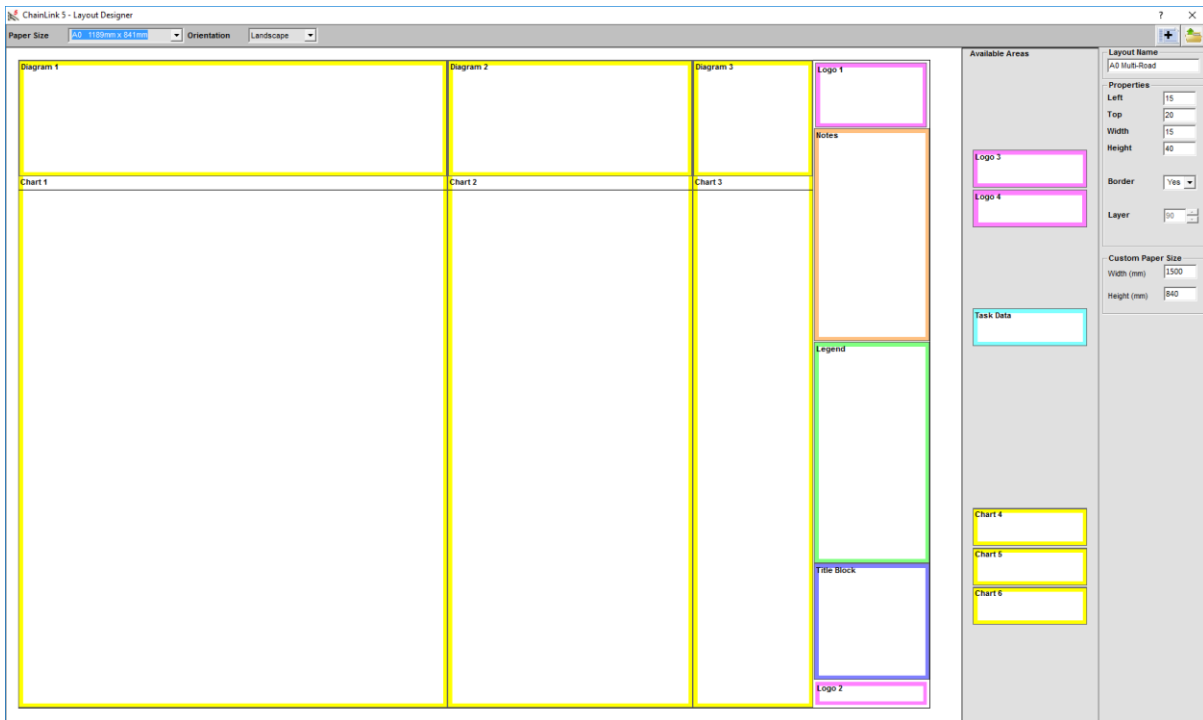 ChainLink 5 - Layout Designer
?
Paper Size A0 1189mm x 841mm Orientation Landscape
Diagram 1
Diagram 2
Diagram 3
Logo 1
Notes
Chart 1
Chart 2
Chart 3
Legend
Title Block
Logo 2
Available Areas
Logo 3
Logo 4
Task Data
Chart 4
Chart 5
Chart 6
Layout Name
A0 Multi-Road
Properties
Left 15
Top 20
Width 15
Height 40
Border Yes
Layer 90
Custom Paper Size
Width (mm) 1500
Height (mm) 840